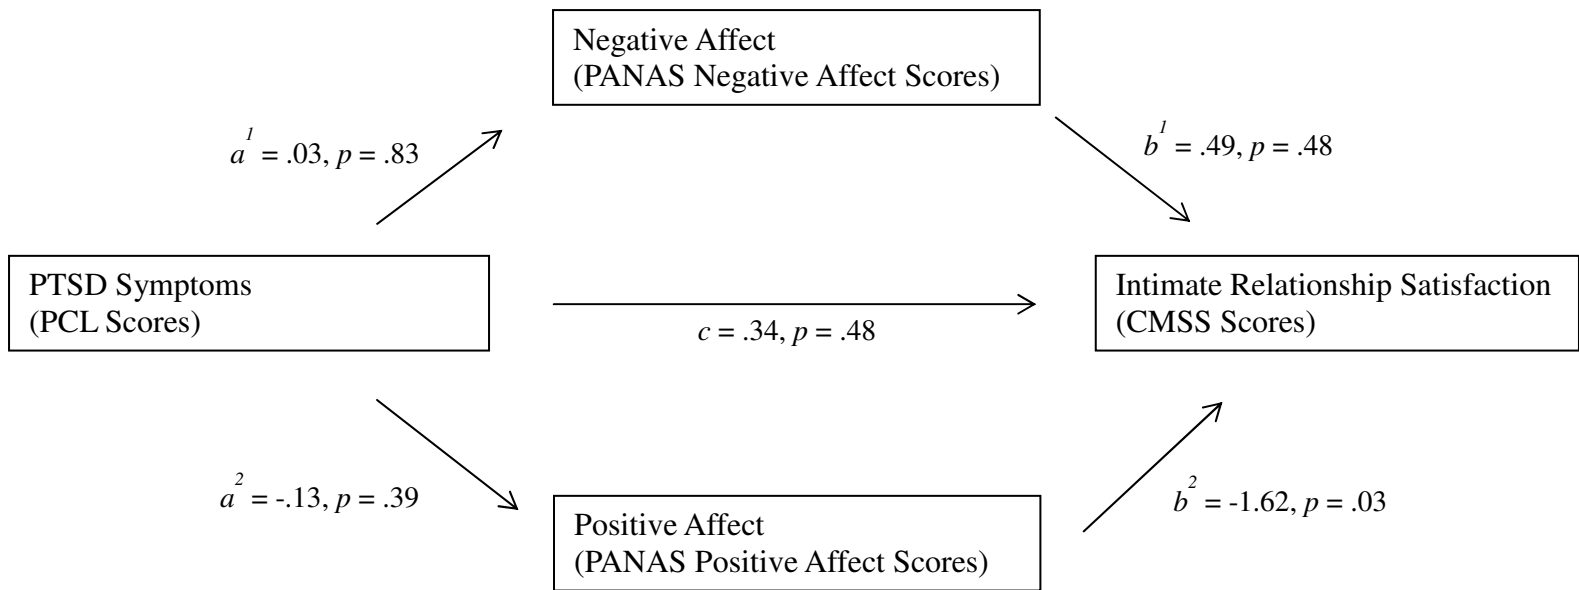 Negative Affect
(PANAS Negative Affect Scores)
a¹ = .03, p = .83
b¹ = .49, p = .48
PTSD Symptoms
(PCL Scores)
c = .34, p = .48
Intimate Relationship Satisfaction
(CMSS Scores)
a² = -.13, p = .39
b² = -1.62, p = .03
Positive Affect
(PANAS Positive Affect Scores)